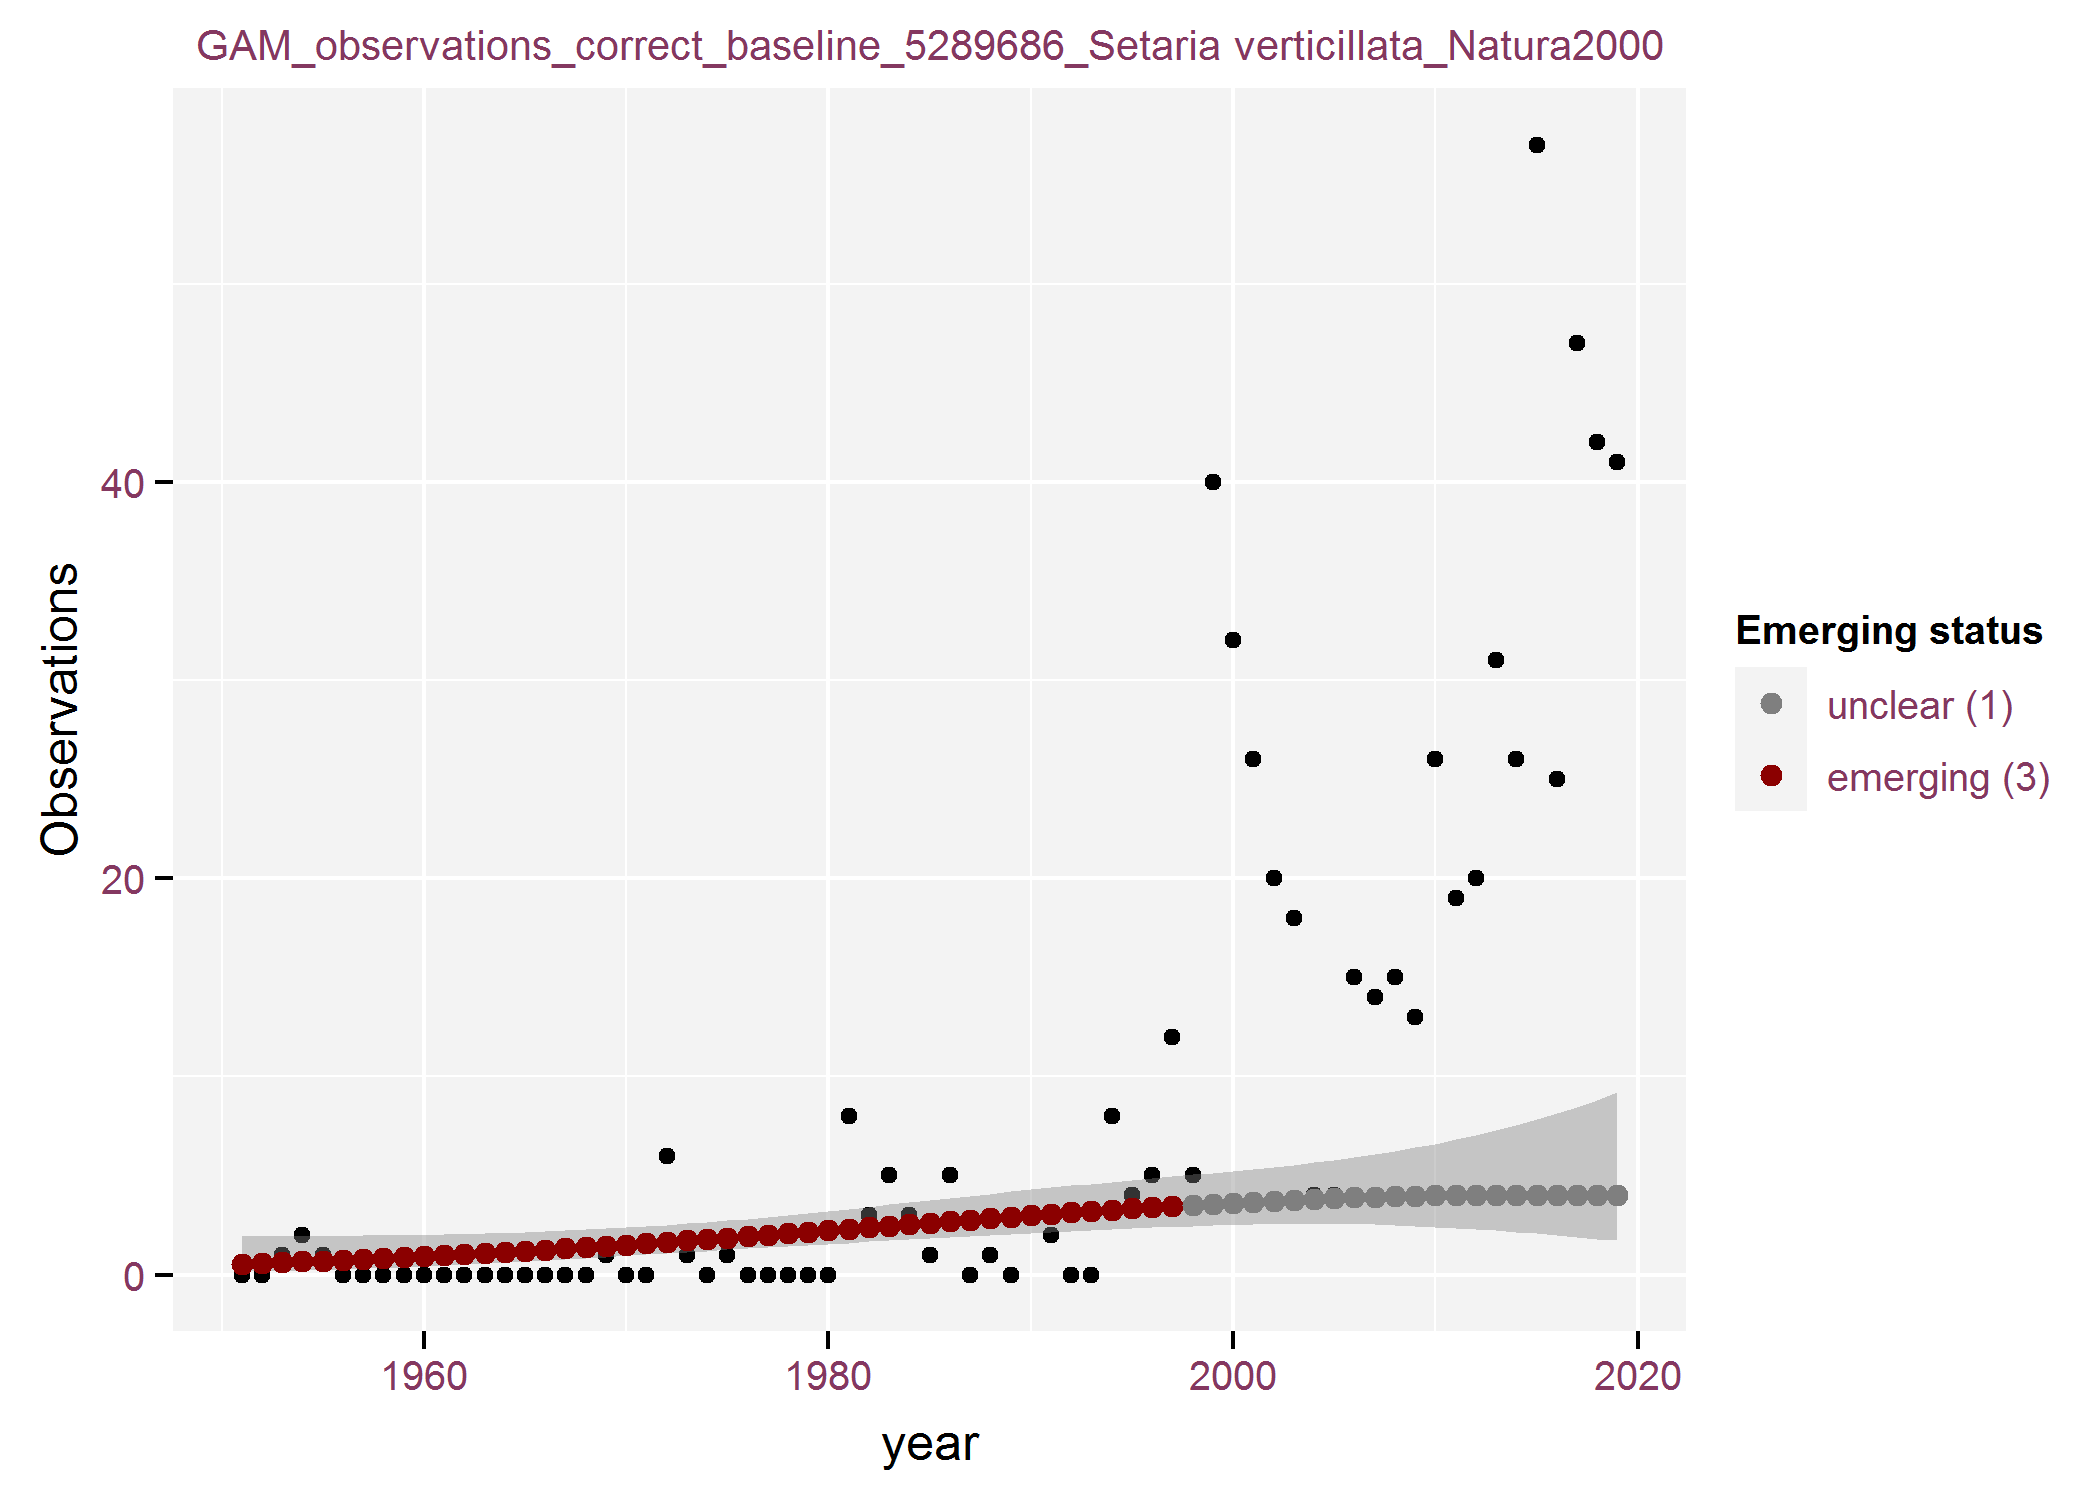 GAM_observations_correct_baseline_5289686_Setaria verticillata_Natura2000
Observations
40
20
0
1960
1980
2000
2020
year
Emerging status
unclear (1)
emerging (3)